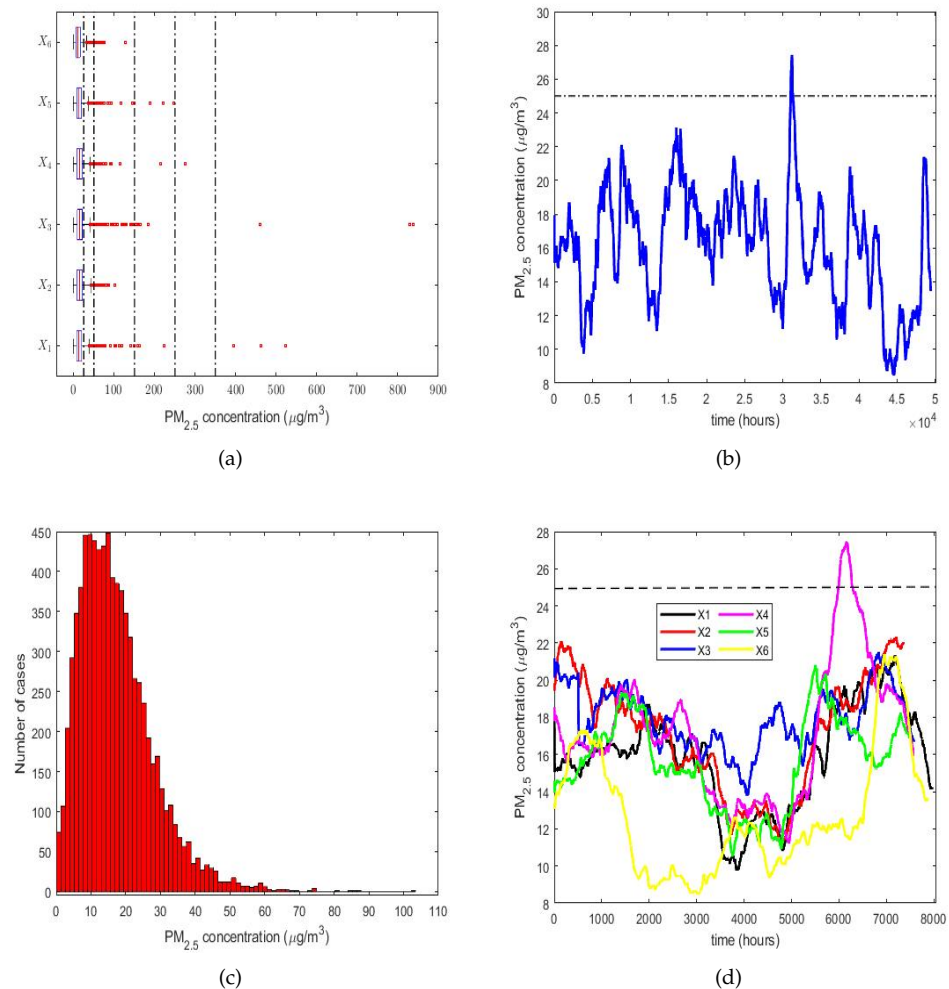 X6
X5
X4
X3
X2
X1
0 100 200 300 400 500 600 700 800 900
PM2.5 concentration (μg/m3)
(a)
30
28
26
24
22
20
18
16
14
12
10
8
PM2.5 concentration (μg/m3)
0 0.5 1 1.5 2 2.5 3 3.5 4 4.5 5
time (hours) ×10^4
(b)
450
400
350
300
250
200
150
100
50
0
Number of cases
0 10 20 30 40 50 60 70 80 90 100 110
PM2.5 concentration (μg/m3)
(c)
28
26
24
22
20
18
16
14
12
10
8
PM2.5 concentration (μg/m3)
X1 X4
X2 X5
X3 X6
0 1000 2000 3000 4000 5000 6000 7000 8000
time (hours)
(d)